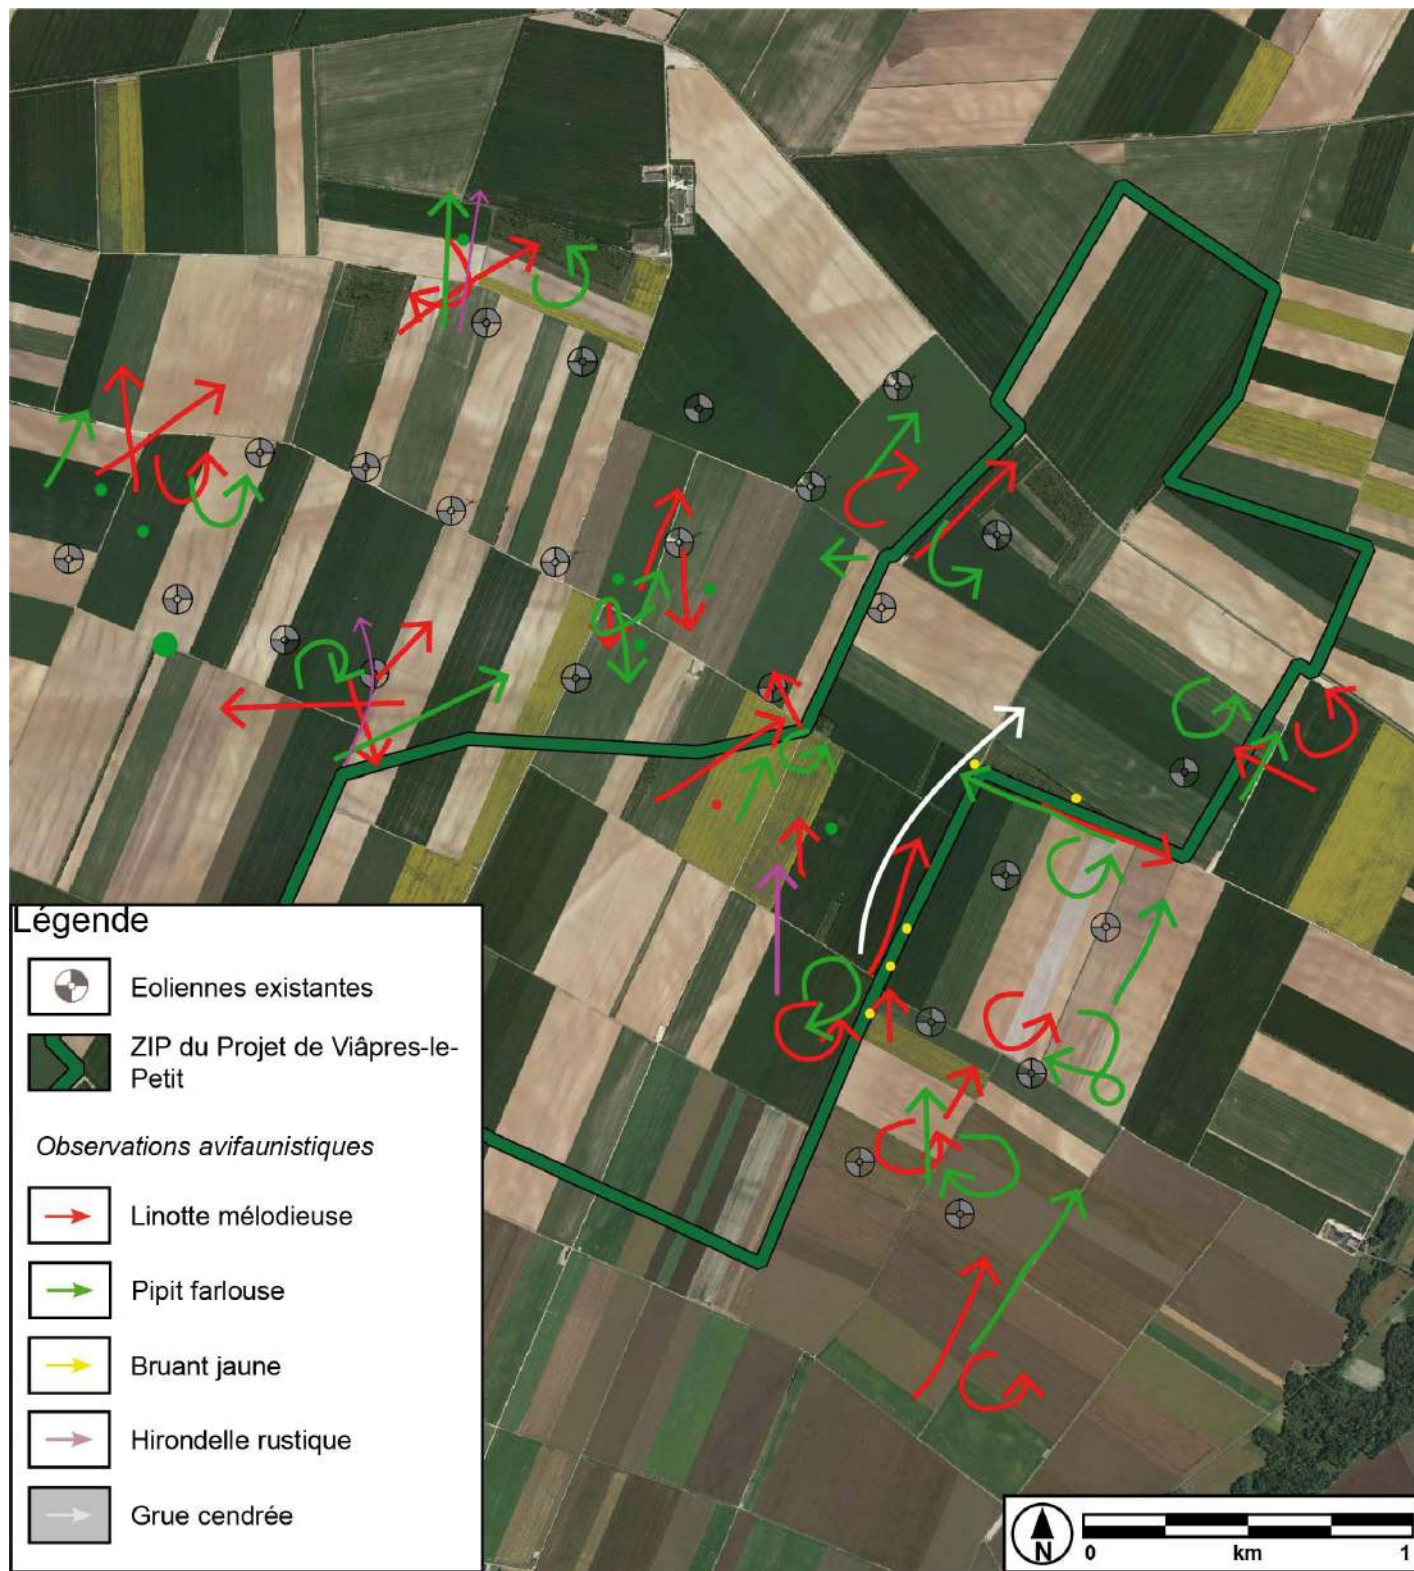 Légende
Eoliennes existantes
ZIP du Projet de Viâpres-le-
Petit
Observations avifaunistiques
Linotte mélodieuse
Pipit farlouse
Bruant jaune
Hirondelle rustique
Grue cendrée
N
0 km 1